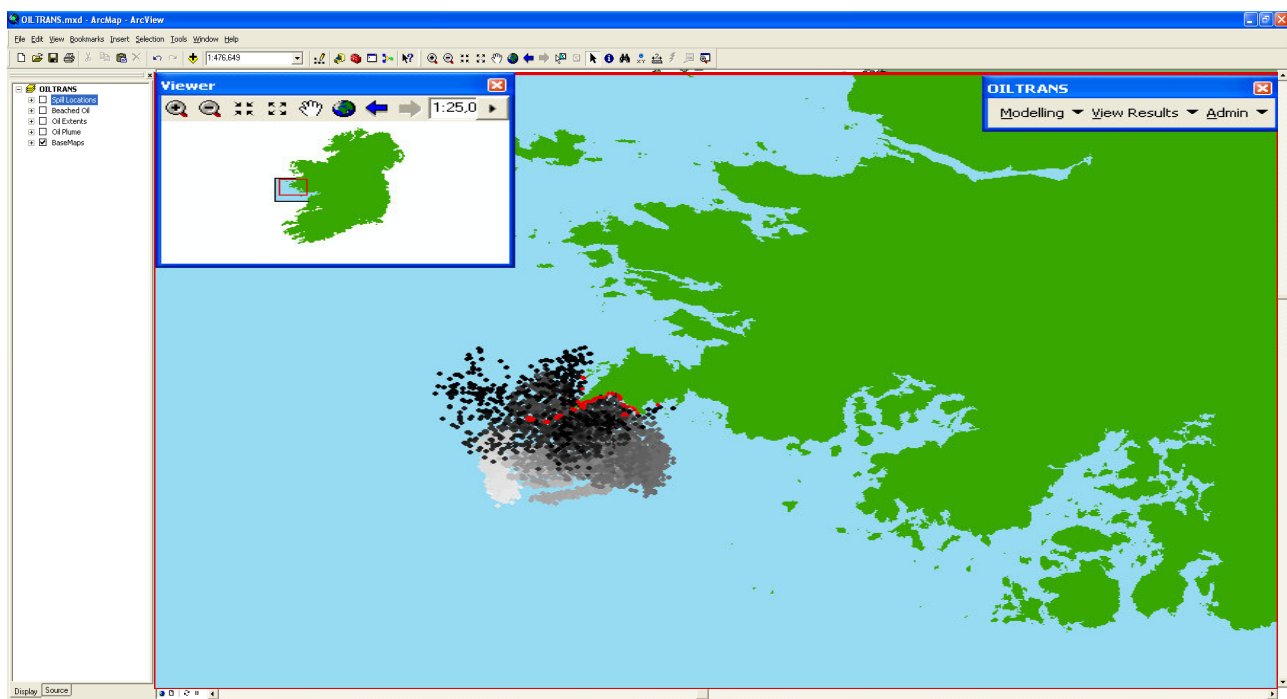 OILTRANS.mxd - ArcMap - ArcView
File Edit View Bookmarks Insert Selection Tools Window Help
1:476,649
OILTRANS
Spill Locations
Beached Oil
Oil Extents
Oil Plume
BaseMaps
Viewer
1:25,0
OILTRANS
Modelling View Results Admin
Display Source